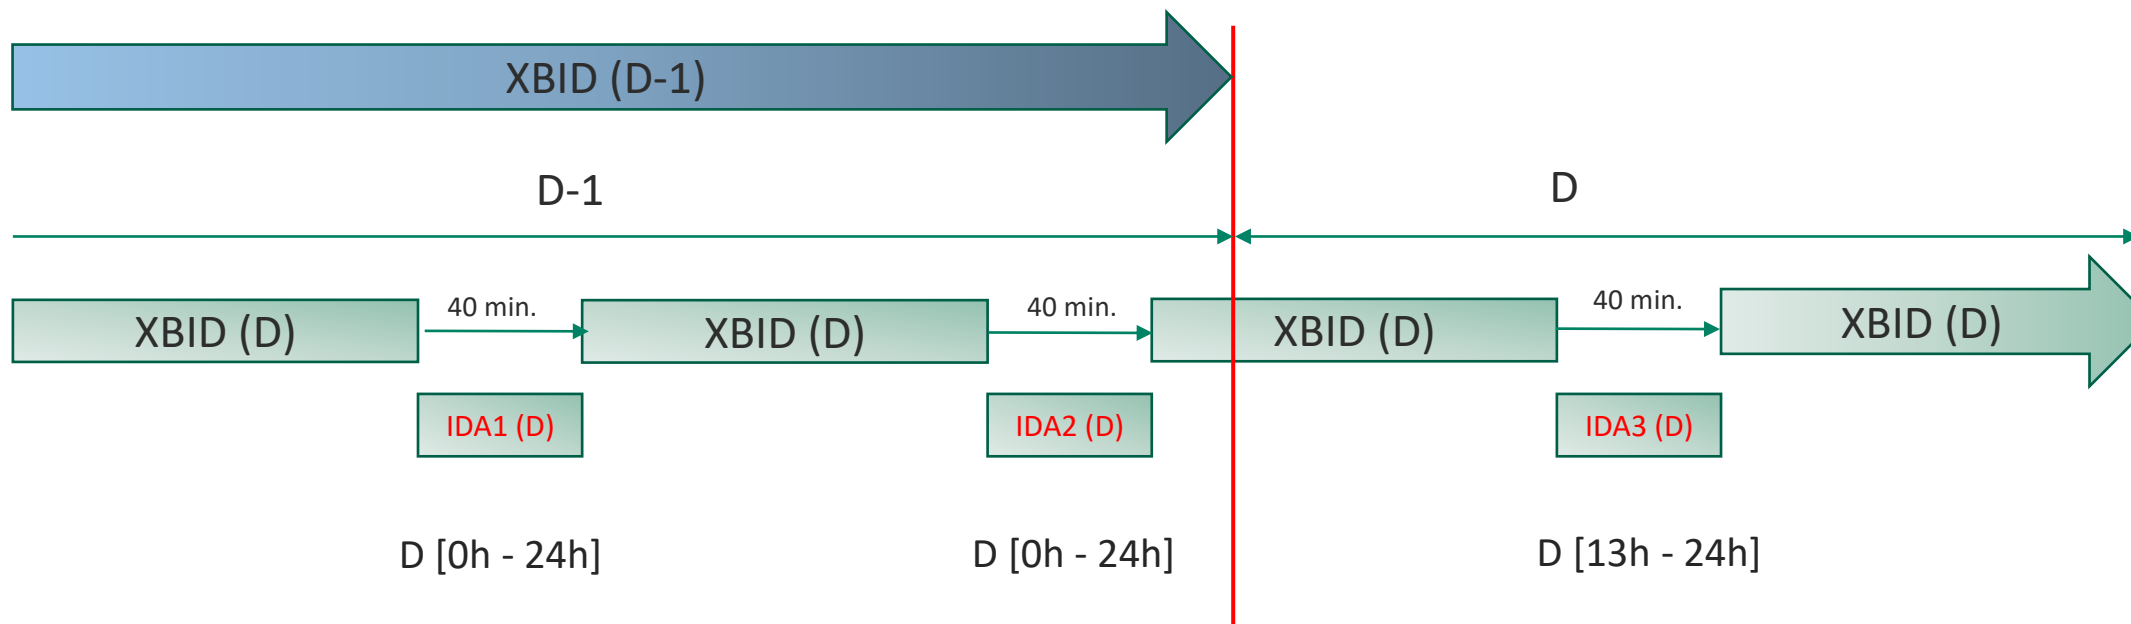 XBID (D-1)
D-1
D
XBID (D)
40 min.
XBID (D)
40 min.
XBID (D)
40 min.
XBID (D)
IDA1 (D)
IDA2 (D)
IDA3 (D)
D [0h - 24h]
D [0h - 24h]
D [13h - 24h]